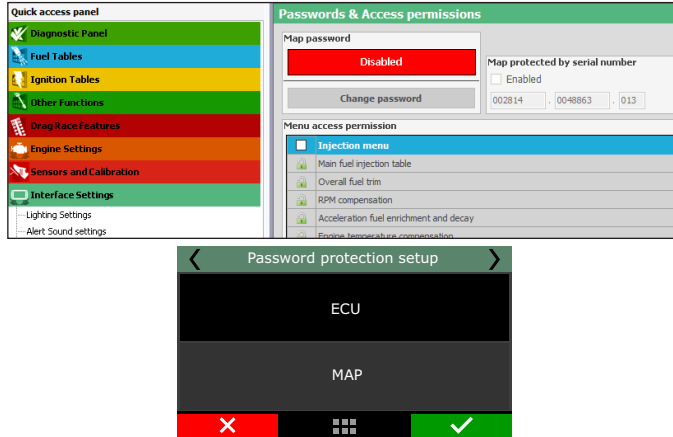 Quick access panel
Diagnostic Panel
Fuel Tables
Ignition Tables
Other Functions
Drag Race Features
Engine Settings
Sensors and Calibration
Interface Settings
Lighting Settings
Alert Sound settings
Passwords & Access permissions
Map password
Disabled
Change password
Map protected by serial number
Enabled
002814 . 0048863 . 013
Menu access permission
Injection menu
Main fuel injection table
Overall fuel trim
RPM compensation
Acceleration fuel enrichment and decay
Engine temperature compensation
Password protection setup
ECU
MAP